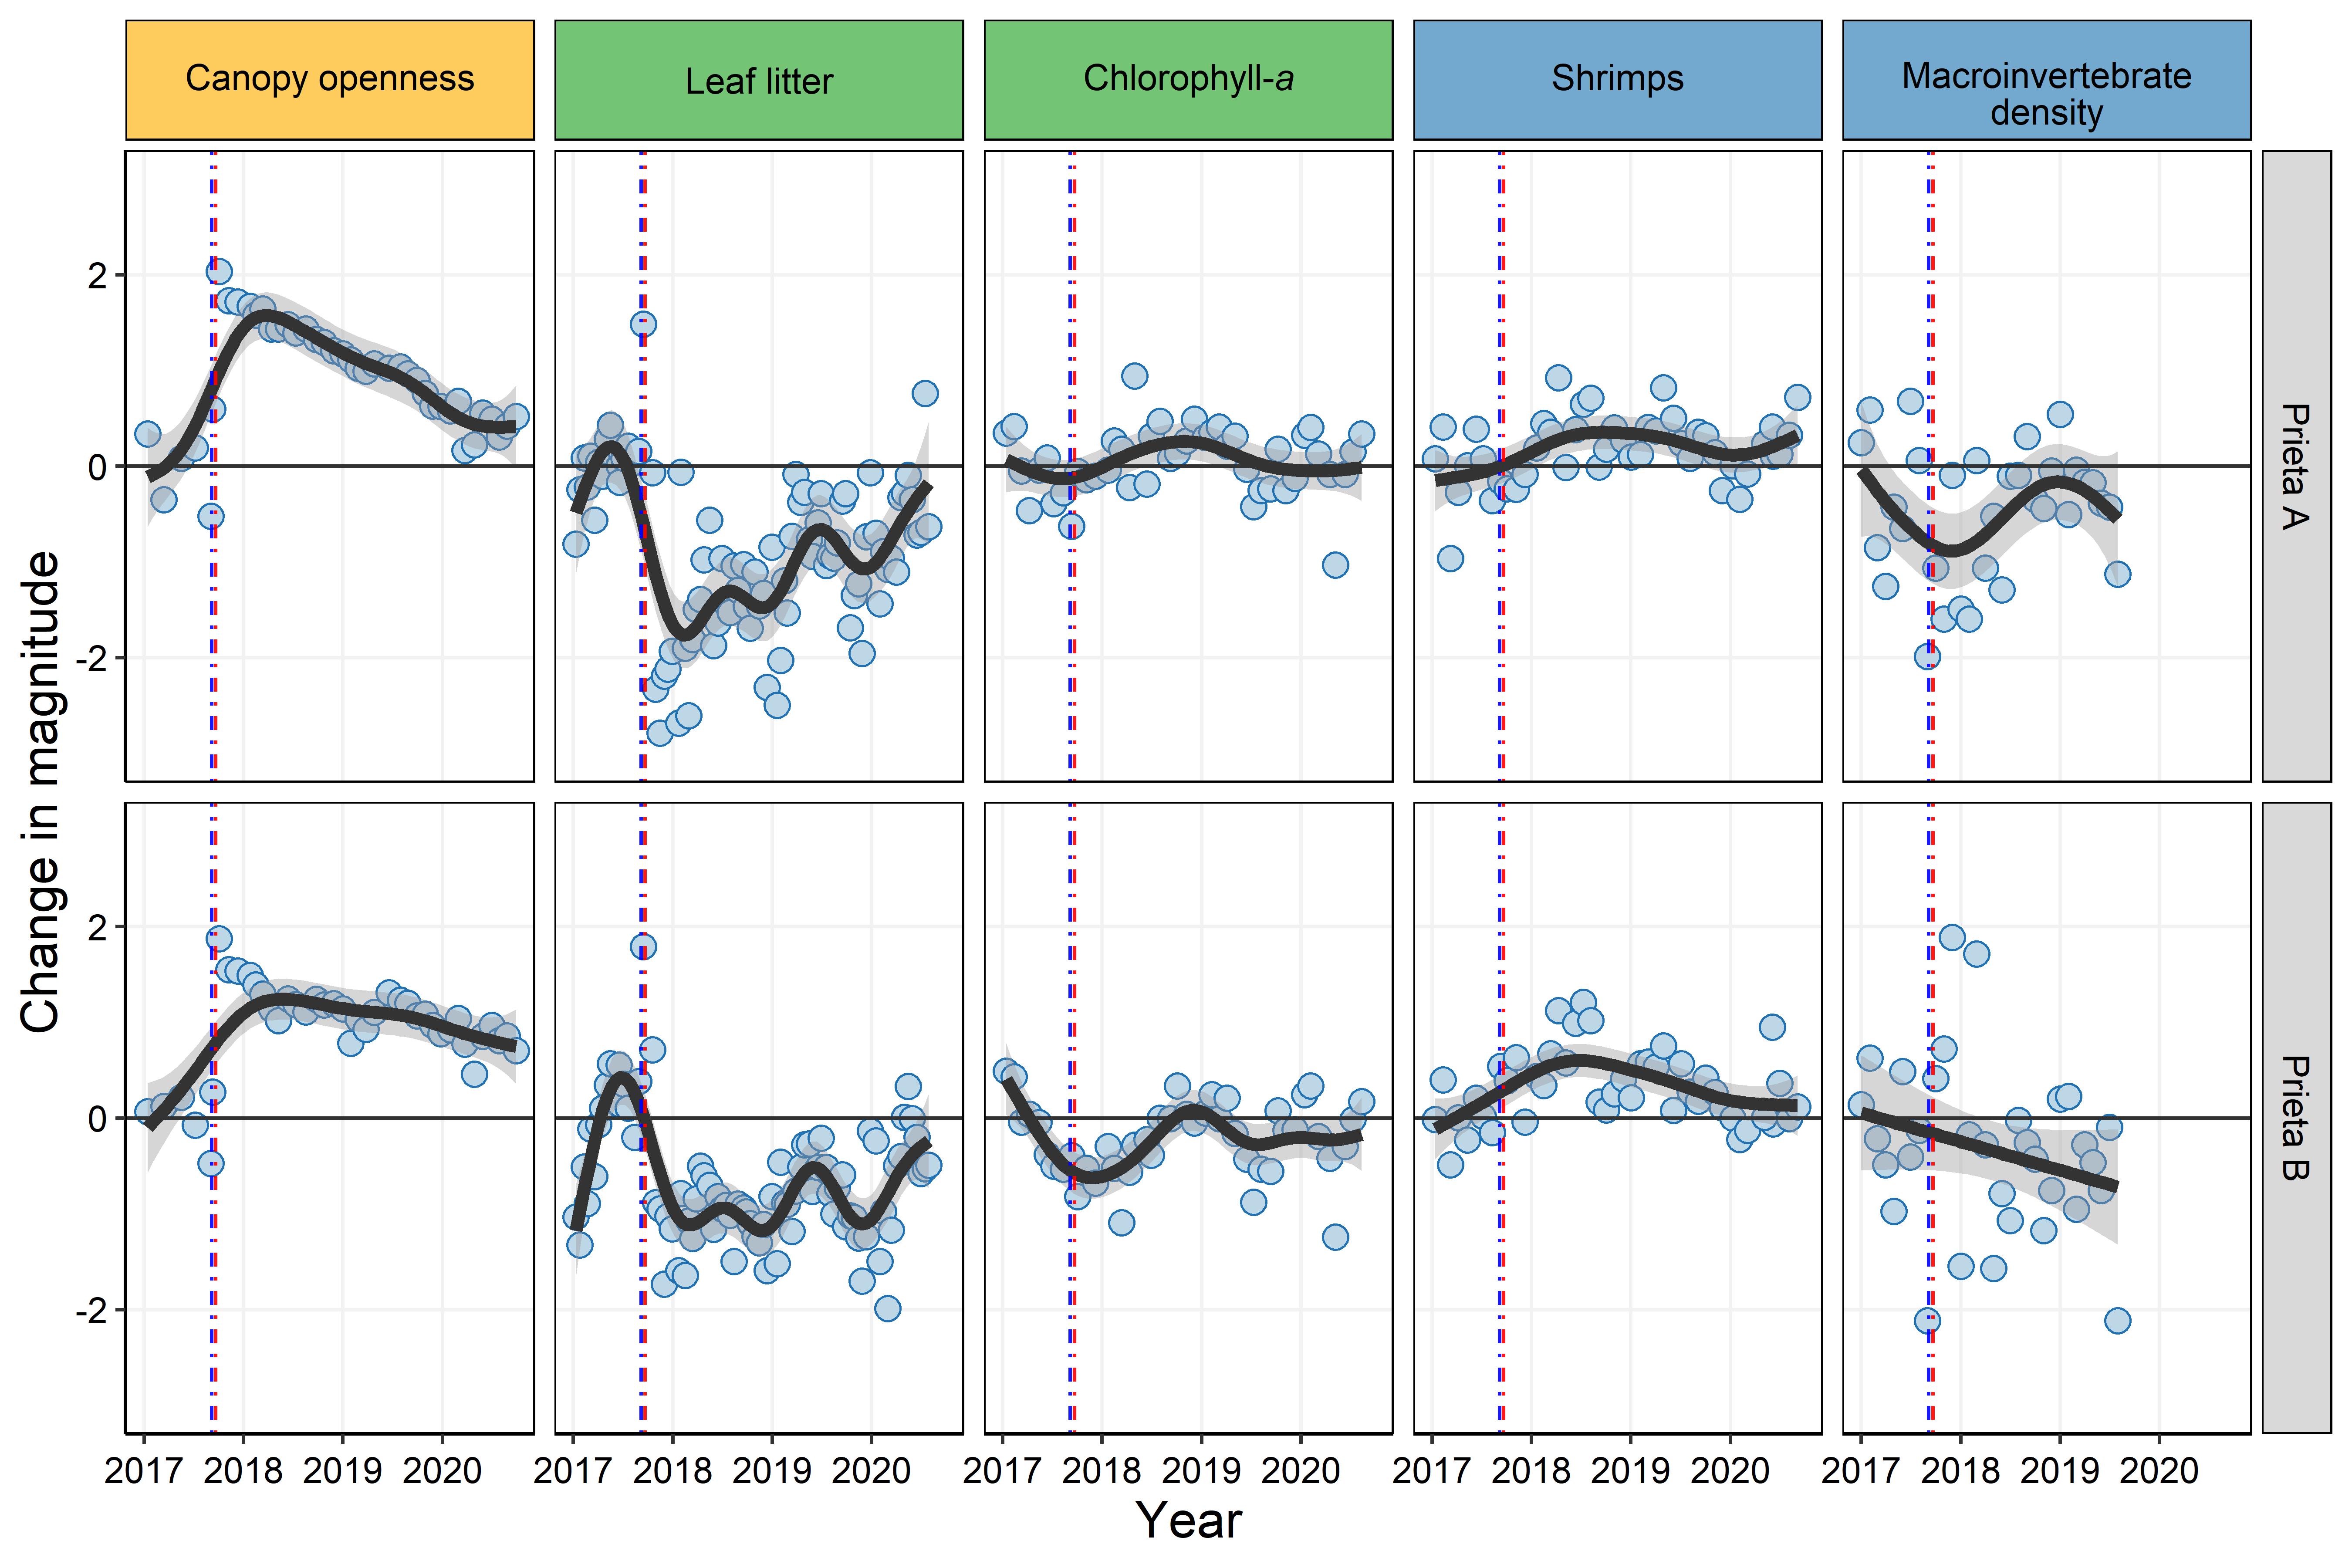 Canopy openness
Leaf litter
Chlorophyll-a
Shrimps
Macroinvertebrate
density
Change in magnitude
2
0
-2
Prieta A
2
0
-2
Prieta B
2017 2018 2019 2020
2017 2018 2019 2020
2017 2018 2019 2020
2017 2018 2019 2020
2017 2018 2019 2020
Year